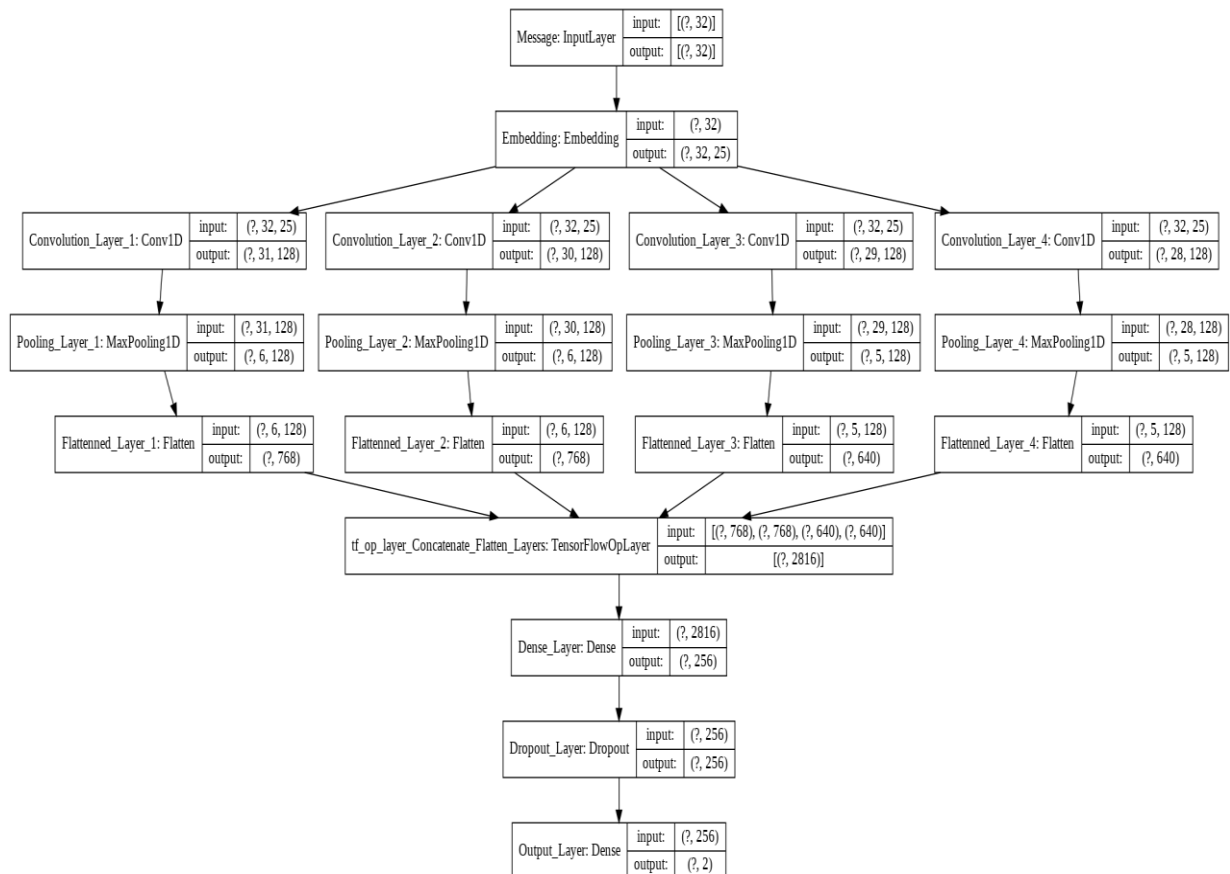 Message: InputLayer
input: [(?, 32)]
output: [(?, 32)]
Embedding: Embedding
input: (?, 32)
output: (?, 32, 25)
Convolution_Layer_1: Conv1D
input: (?, 32, 25)
output: (?, 31, 128)
Convolution_Layer_2: Conv1D
input: (?, 32, 25)
output: (?, 30, 128)
Convolution_Layer_3: Conv1D
input: (?, 32, 25)
output: (?, 29, 128)
Convolution_Layer_4: Conv1D
input: (?, 32, 25)
output: (?, 28, 128)
Pooling_Layer_1: MaxPooling1D
input: (?, 31, 128)
output: (?, 6, 128)
Pooling_Layer_2: MaxPooling1D
input: (?, 30, 128)
output: (?, 6, 128)
Pooling_Layer_3: MaxPooling1D
input: (?, 29, 128)
output: (?, 5, 128)
Pooling_Layer_4: MaxPooling1D
input: (?, 28, 128)
output: (?, 5, 128)
Flattenned_Layer_1: Flatten
input: (?, 6, 128)
output: (?, 768)
Flattenned_Layer_2: Flatten
input: (?, 6, 128)
output: (?, 768)
Flattenned_Layer_3: Flatten
input: (?, 5, 128)
output: (?, 640)
Flattenned_Layer_4: Flatten
input: (?, 5, 128)
output: (?, 640)
tf_op_layer_Concatenate_Flatten_Layers: TensorFlowOpLayer
input: [(?, 768), (?, 768), (?, 640), (?, 640)]
output: [(?, 2816)]
Dense_Layer: Dense
input: (?, 2816)
output: (?, 256)
Dropout_Layer: Dropout
input: (?, 256)
output: (?, 256)
Output_Layer: Dense
input: (?, 256)
output: (?, 2)